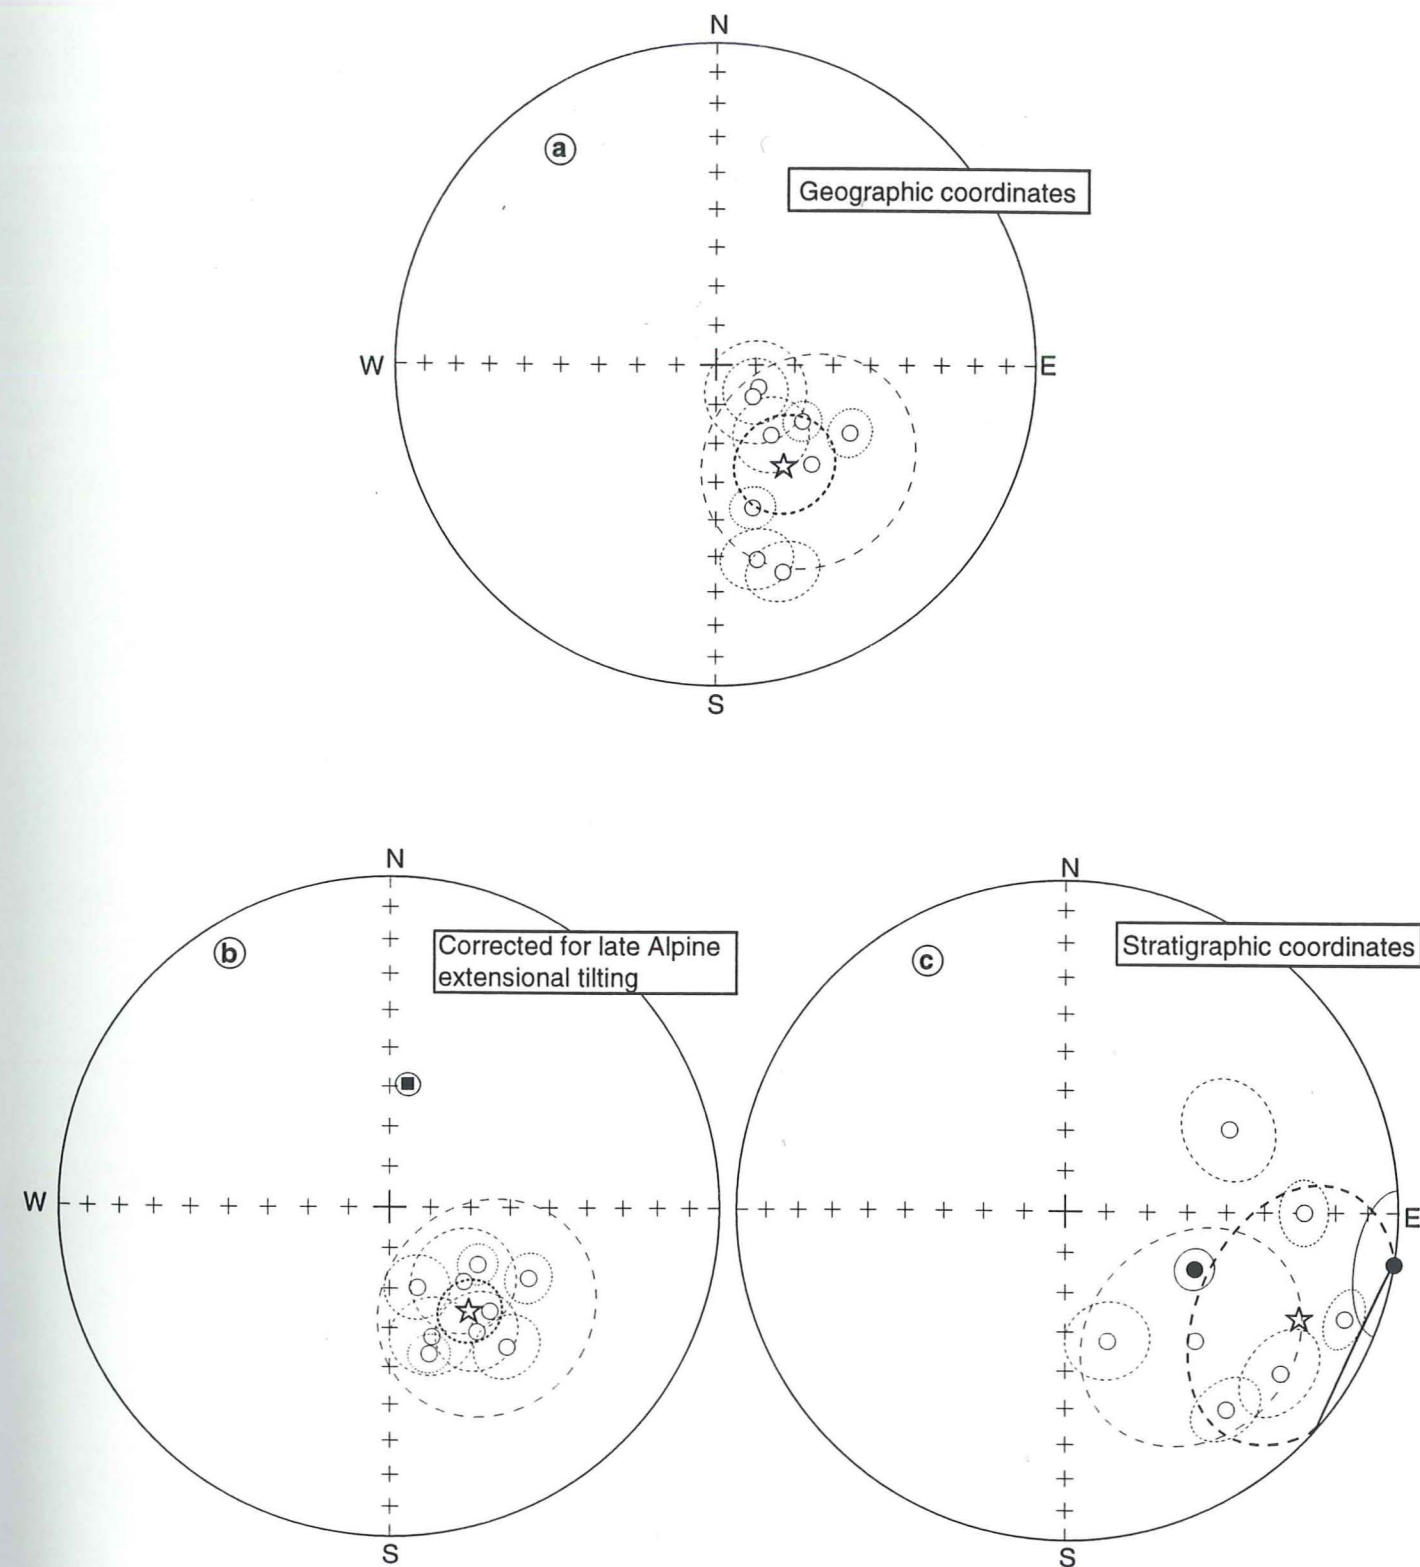 N
a
Geographic coordinates
W
E
S
N
b
Corrected for late Alpine
extensional tilting
W
S
N
c
Stratigraphic coordinates
E
S